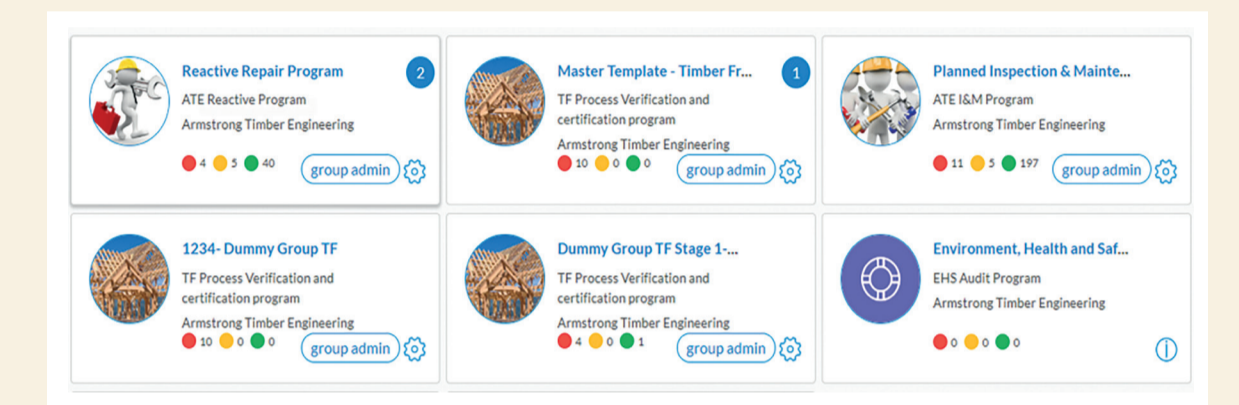 Reactive Repair Program
2
ATE Reactive Program
Armstrong Timber Engineering
4 5 40
group admin
Master Template - Timber Fr...
1
TF Process Verification and
certification program
Armstrong Timber Engineering
10 0 0
group admin
Planned Inspection & Mainte...
ATE I&M Program
Armstrong Timber Engineering
11 5 197
group admin
1234- Dummy Group TF
TF Process Verification and
certification program
Armstrong Timber Engineering
10 0 0
group admin
Dummy Group TF Stage 1-...
TF Process Verification and
certification program
Armstrong Timber Engineering
4 0 1
group admin
Environment, Health and Saf...
EHS Audit Program
Armstrong Timber Engineering
0 0 0